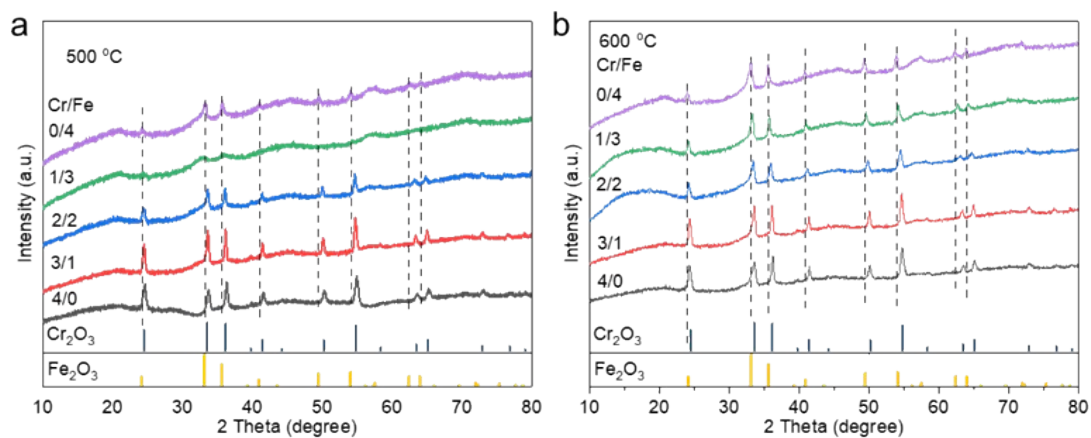 a
500 °C
Cr/Fe
0/4
1/3
2/2
3/1
4/0
Cr₂O₃
Fe₂O₃
Intensity (a.u.)
10 20 30 40 50 60 70 80
2 Theta (degree)
b
600 °C
Cr/Fe
0/4
1/3
2/2
3/1
4/0
Cr₂O₃
Fe₂O₃
Intensity (a.u.)
10 20 30 40 50 60 70 80
2 Theta (degree)